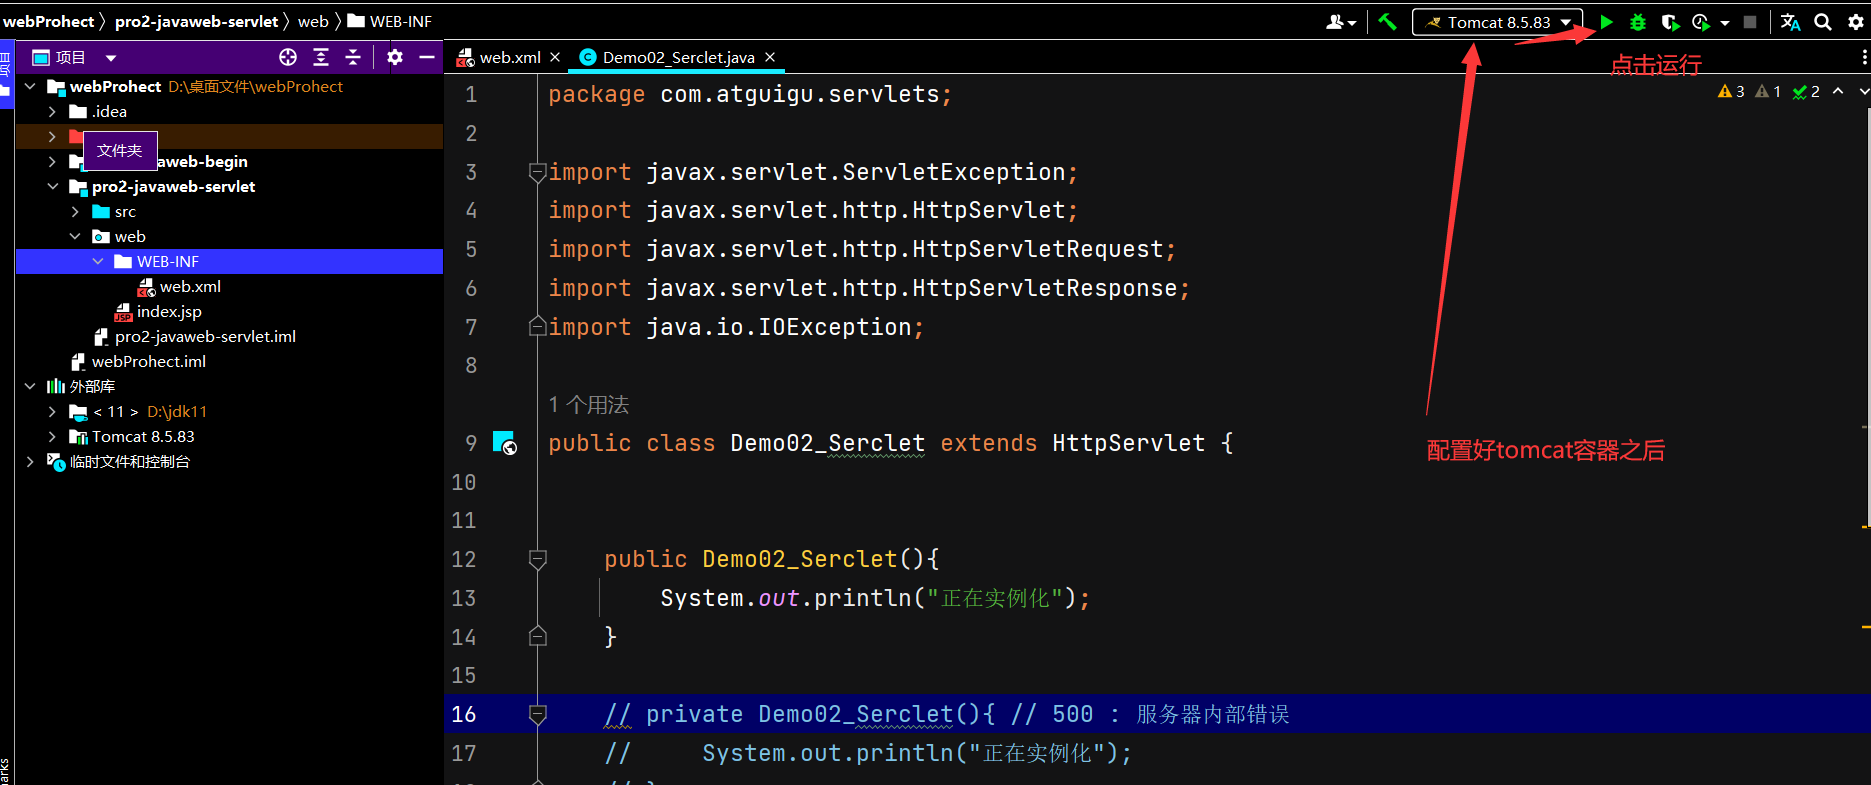 webProhect 〉 pro2-javaweb-servlet 〉 web 〉 WEB-INF
Tomcat 8.5.83
项目
web.xml
Demo02_Serclet.java
点击运行
项目
webProhect D:\桌面文件\webProhect
.idea
文件夹
aweb-begin
pro2-javaweb-servlet
src
web
WEB-INF
web.xml
index.jsp
pro2-javaweb-servlet.iml
webProhect.iml
外部库
< 11 > D:\jdk11
Tomcat 8.5.83
临时文件和控制台
3 1 2
1 package com.atguigu.servlets;
2
3 import javax.servlet.ServletException;
4 import javax.servlet.http.HttpServlet;
5 import javax.servlet.http.HttpServletRequest;
6 import javax.servlet.http.HttpServletResponse;
7 import java.io.IOException;
8
1 个用法
9 public class Demo02_Serclet extends HttpServlet {
配置好tomcat容器之后
10
11
12 public Demo02_Serclet(){
13 System.out.println("正在实例化");
14 }
15
16 // private Demo02_Serclet(){ // 500 : 服务器内部错误
17 // System.out.println("正在实例化");